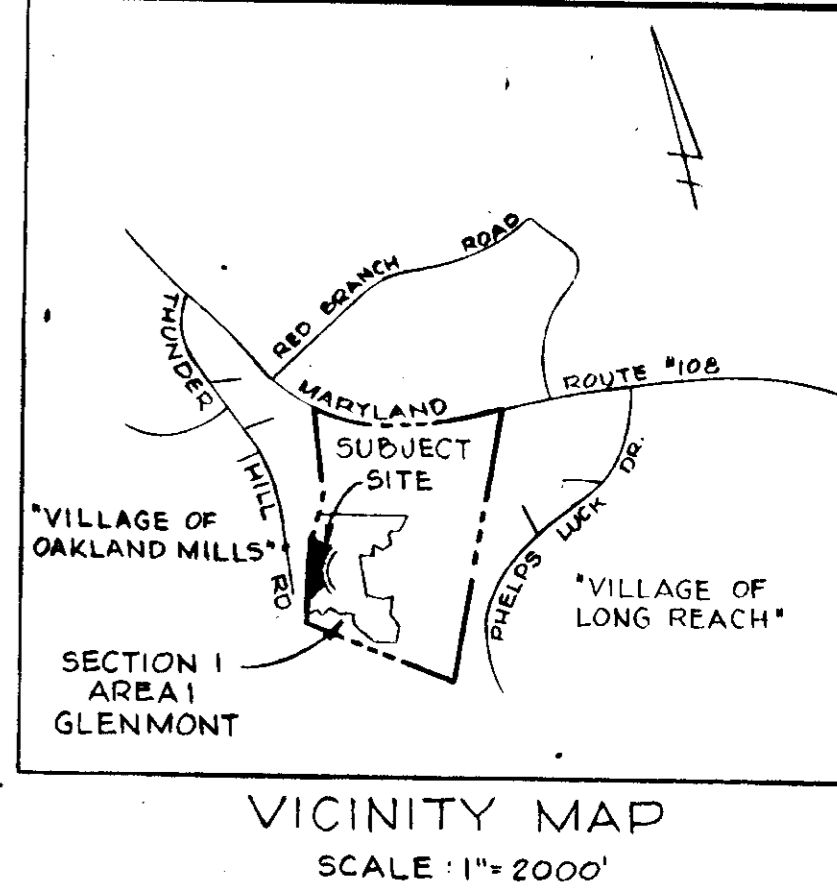 RED BRANCH ROAD
THUNDER HILL RD
MARYLAND ROUTE #108
SUBJECT
SITE
"VILLAGE OF
OAKLAND MILLS"
PHELPS LUCK DR.
"VILLAGE OF
LONG REACH"
SECTION 1
AREA 1
GLENMONT
VICINITY MAP
SCALE : 1"= 2000'